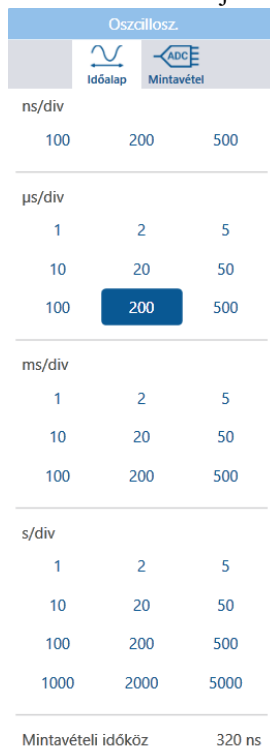 Oszcillosz.
ADC
Időalap Mintavétel
ns/div
100 200 500
µs/div
1 2 5
10 20 50
100 200 500
ms/div
1 2 5
10 20 50
100 200 500
s/div
1 2 5
10 20 50
100 200 500
1000 2000 5000
Mintavételi időköz 320 ns